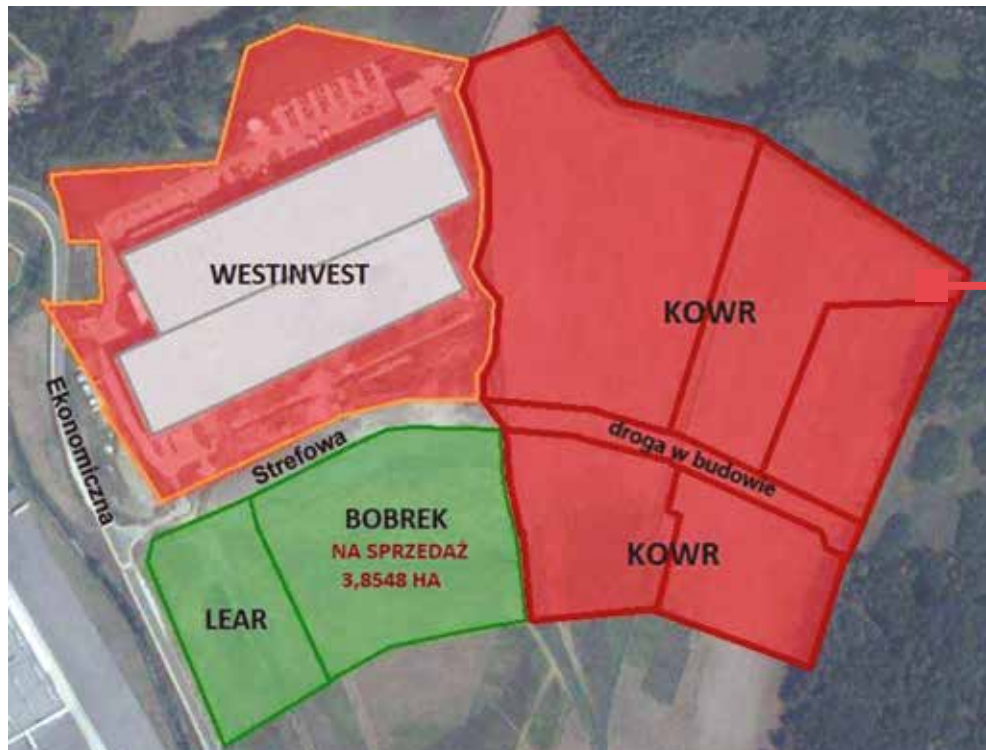 WESTINVEST
KOWR
Ekonomiczna
Strefowa
droga w budowie
BOBREK
NA SPRZEDAŻ
3,8548 HA
KOWR
LEAR